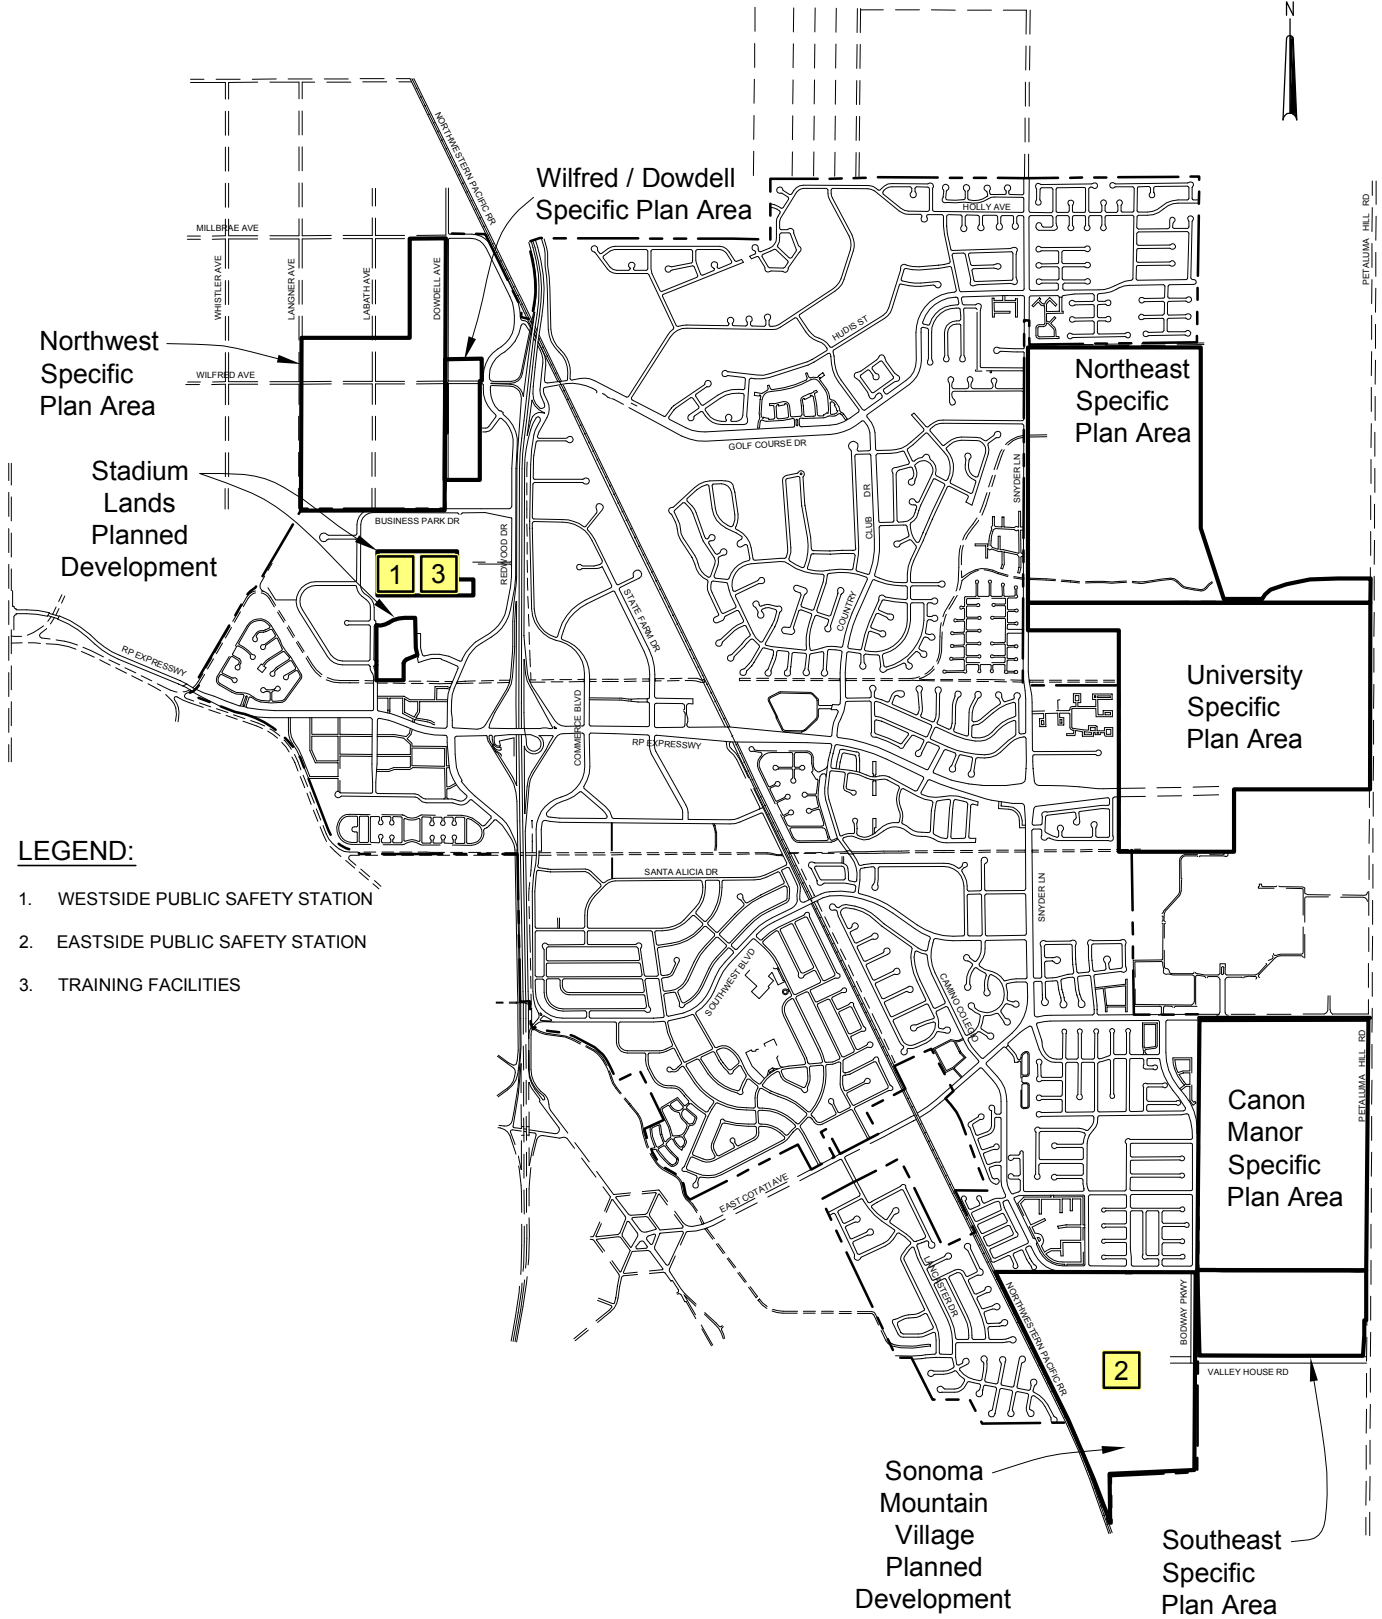 N
NORTHWESTERN PACIFIC RR
Wilfred / Dowdell
Specific Plan Area
HOLLY AVE
PETALUMA HILL RD
MILLBRAE AVE
WHISTLER AVE
LANGNER AVE
LABATH AVE
DOWDELL AVE
HUDIS ST
Northwest
Specific
Plan Area
WILFRED AVE
Northeast
Specific
Plan Area
GOLF COURSE DR
SNYDER LN
CLUB DR
COUNTRY
Stadium
Lands
Planned
Development
BUSINESS PARK DR
REDWOOD DR
1
3
STATE FARM DR
RP EXPRESSWY
University
Specific
Plan Area
COMMERCE BLVD
RP EXPRESSWY
LEGEND:
1. WESTSIDE PUBLIC SAFETY STATION
2. EASTSIDE PUBLIC SAFETY STATION
3. TRAINING FACILITIES
SANTA ALICIA DR
SNYDER LN
SOUTHWEST BLVD
CAMINO COLEGIO
PETALUMA HILL RD
Canon
Manor
Specific
Plan Area
EAST COTATI AVE
LANCASTER DR
NORTHWESTERN PACIFIC RR
BODWAY PKWY
2
VALLEY HOUSE RD
Sonoma
Mountain
Village
Planned
Development
Southeast
Specific
Plan Area